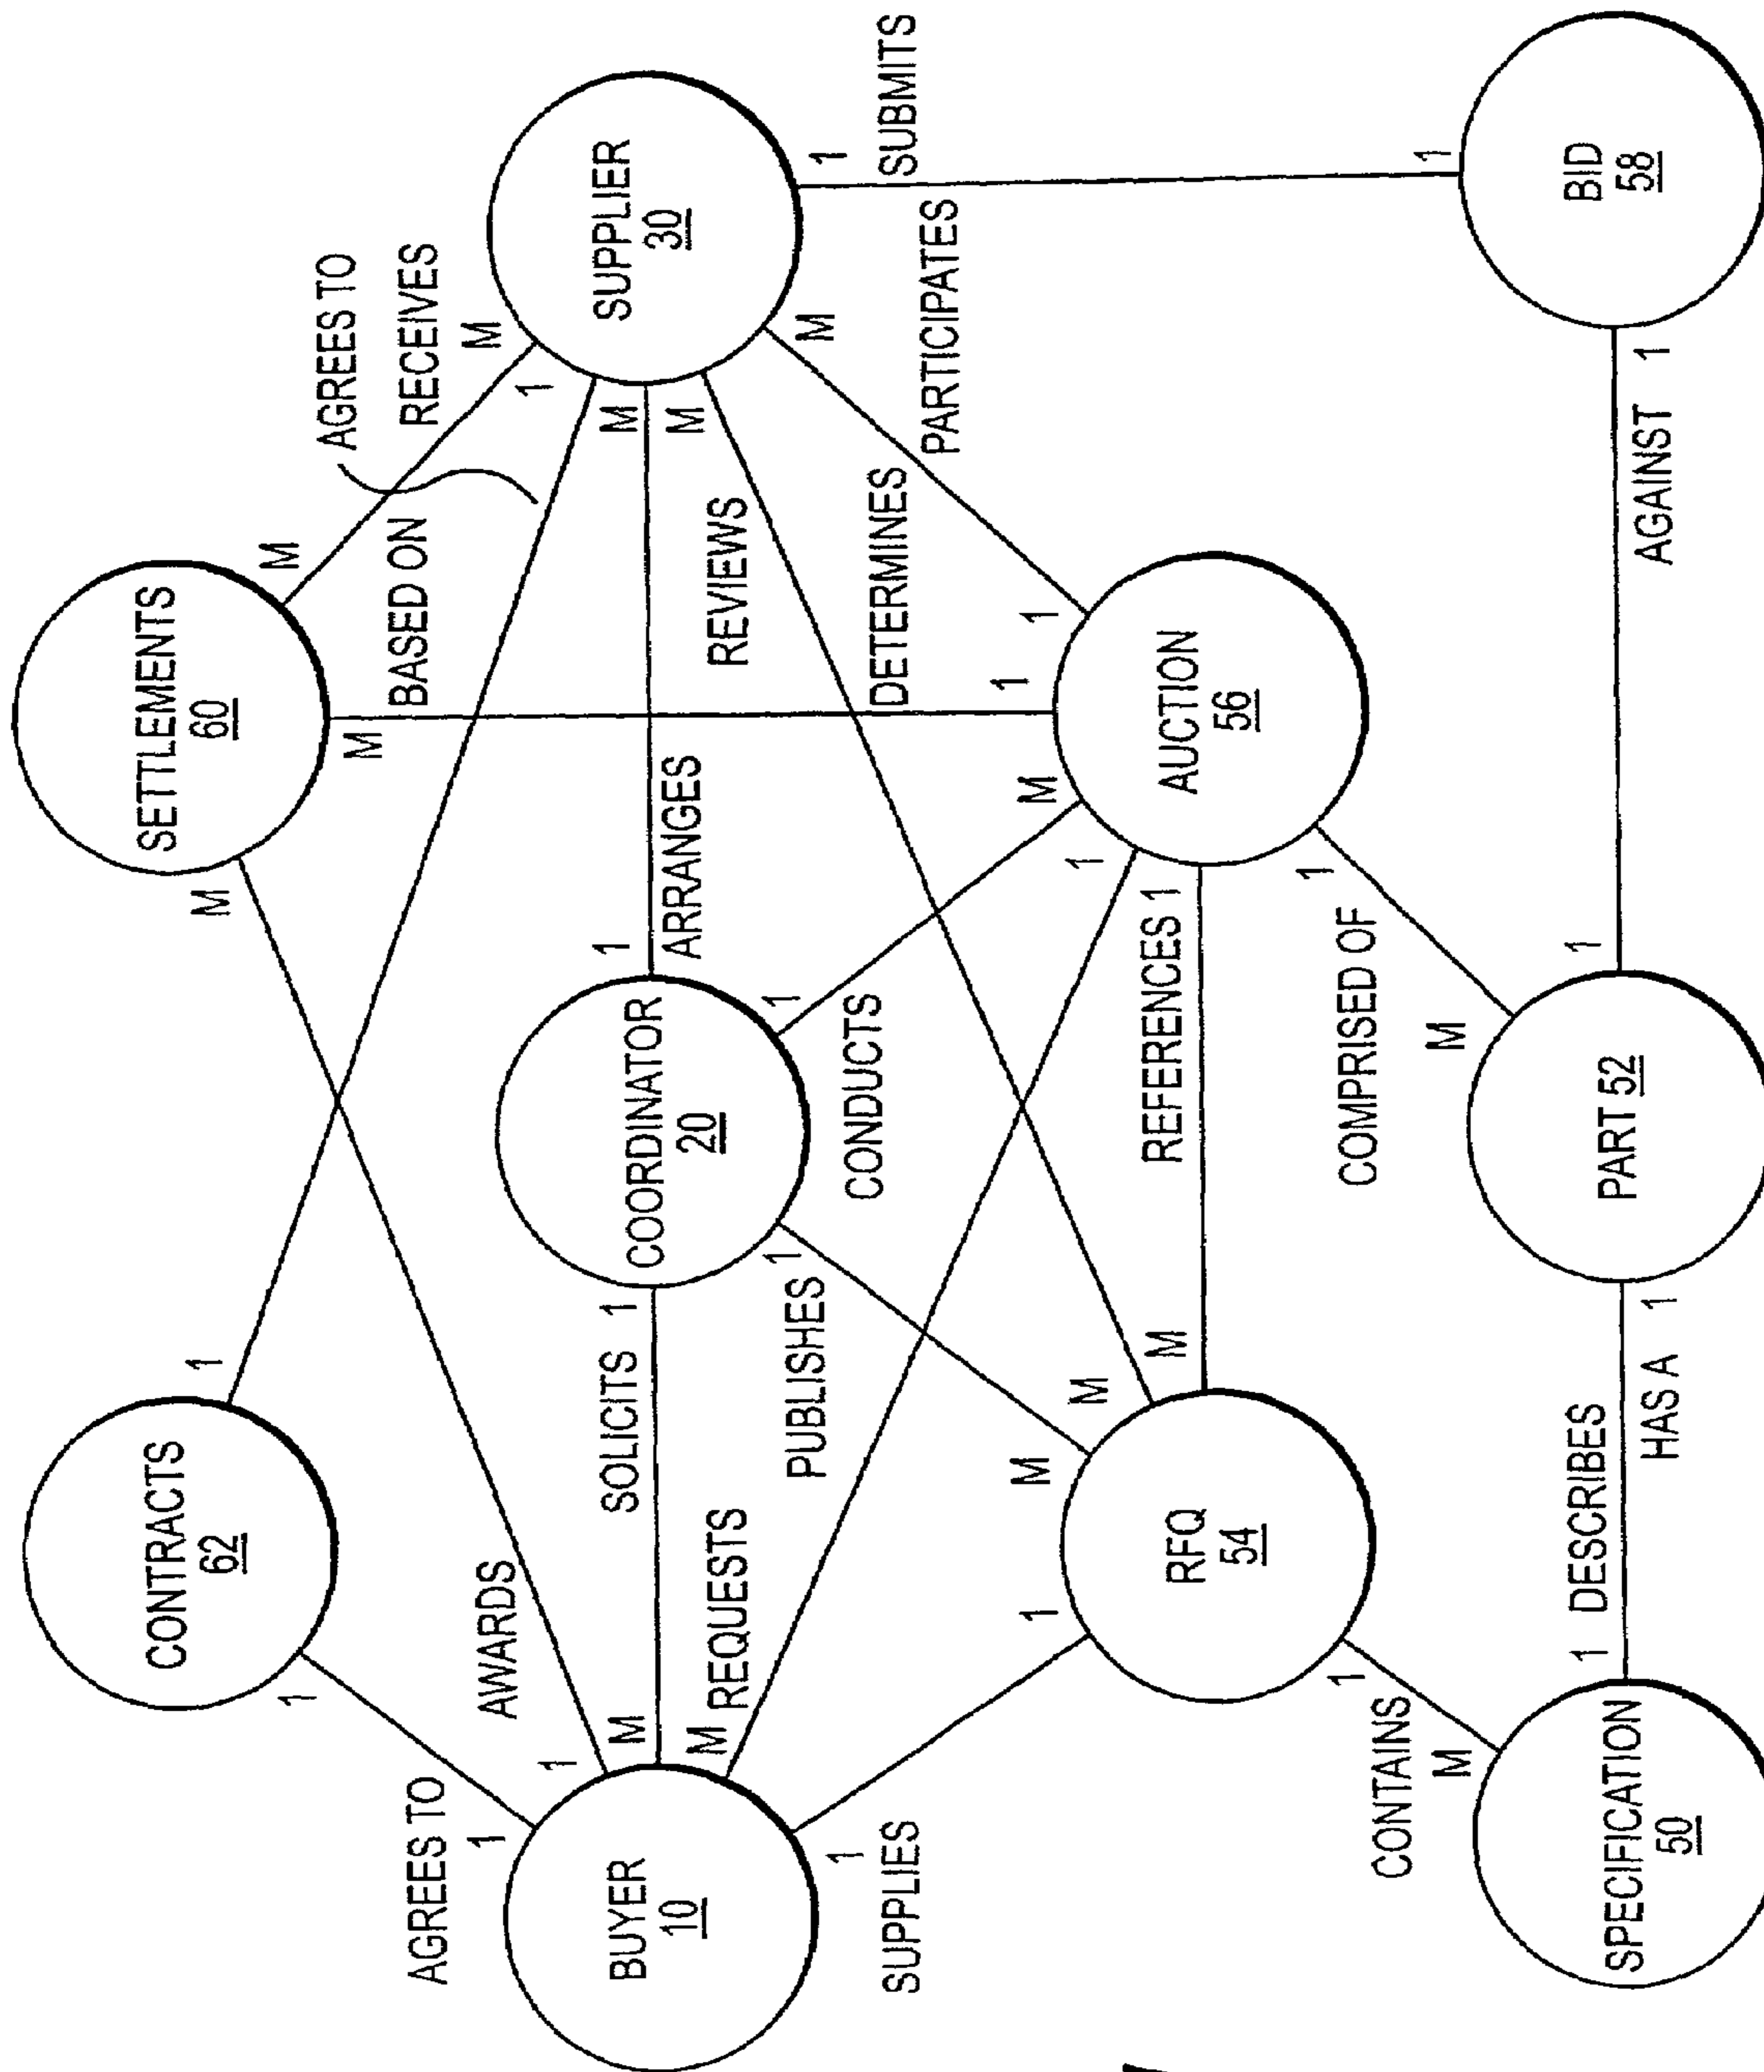 CONTRACTS
62
SETTLEMENTS
60
AGREES TO
RECEIVES
BASED ON
AGREES TO
AWARDS
1
1
1
1
M
M
M
M
1
BUYER
10
COORDINATOR
20
SUPPLIER
30
SOLICITS
1
M
1
ARRANGES
M
M
REVIEWS
M
REQUESTS
PUBLISHES
1
1
CONDUCTS
DETERMINES
PARTICIPATES
M
1
SUBMITS
1
SUPPLIES
1
M
M
1
M
1
1
RFQ
54
M
REFERENCES 1
AUCTION
56
CONTAINS
1
M
COMPRISED OF
1
M
1 DESCRIBES
HAS A
1
1
AGAINST
1
1
SPECIFICATION
50
PART 52
BID
58